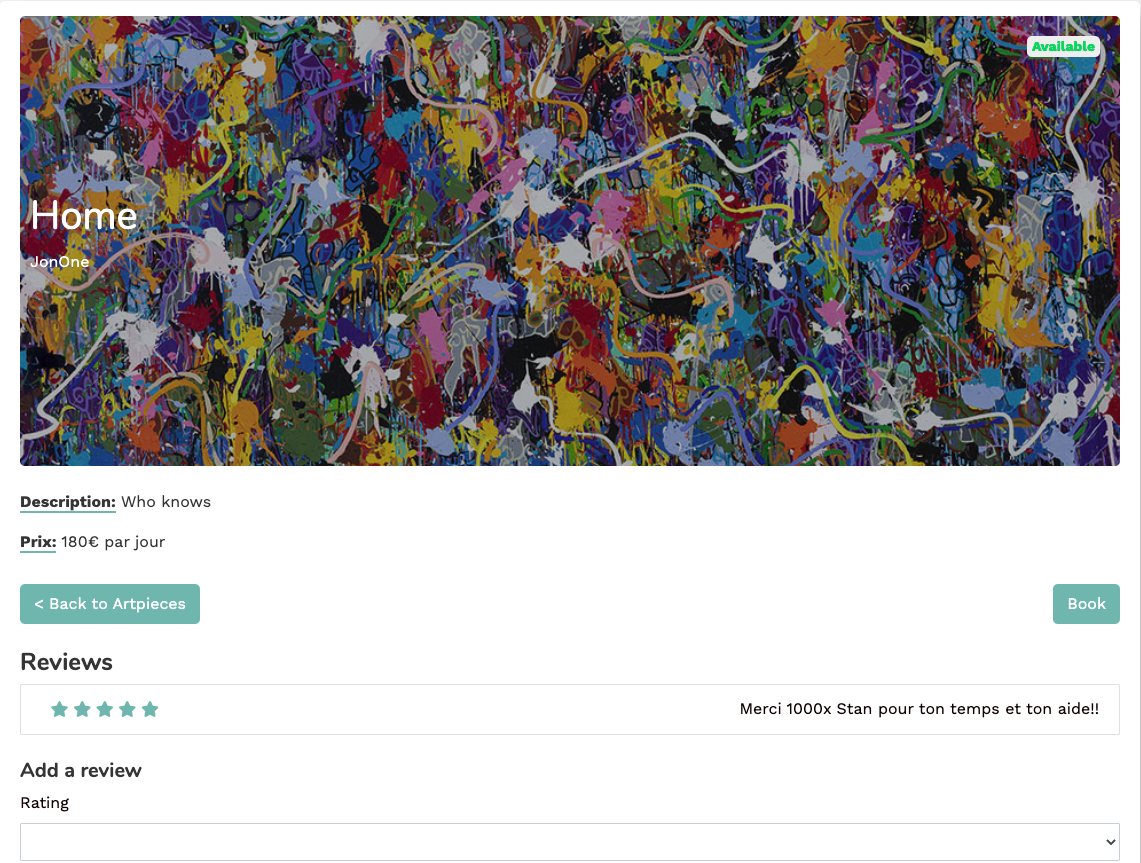 Available
Home
JonOne
Description: Who knows
Prix: 180€ par jour
< Back to Artpieces
Book
Reviews
Merci 1000x Stan pour ton temps et ton aide!!
Add a review
Rating